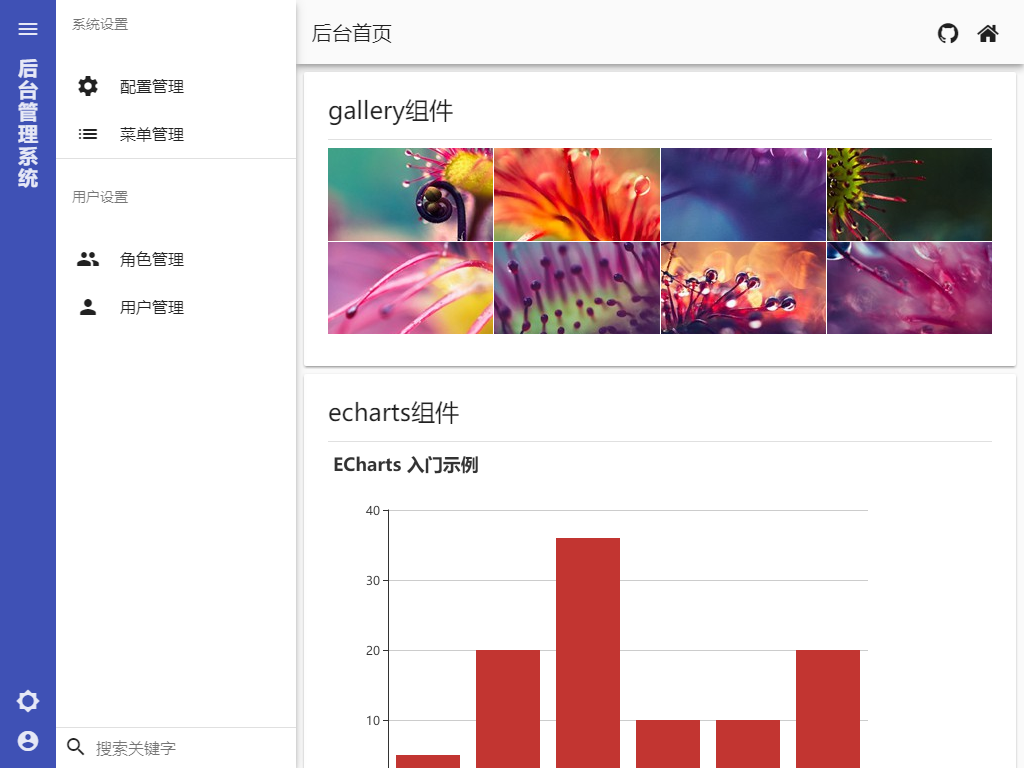 后台管理系统
系统设置
配置管理
菜单管理
用户设置
角色管理
用户管理
搜索关键字
后台首页
gallery组件
echarts组件
ECharts 入门示例
40
30
20
10